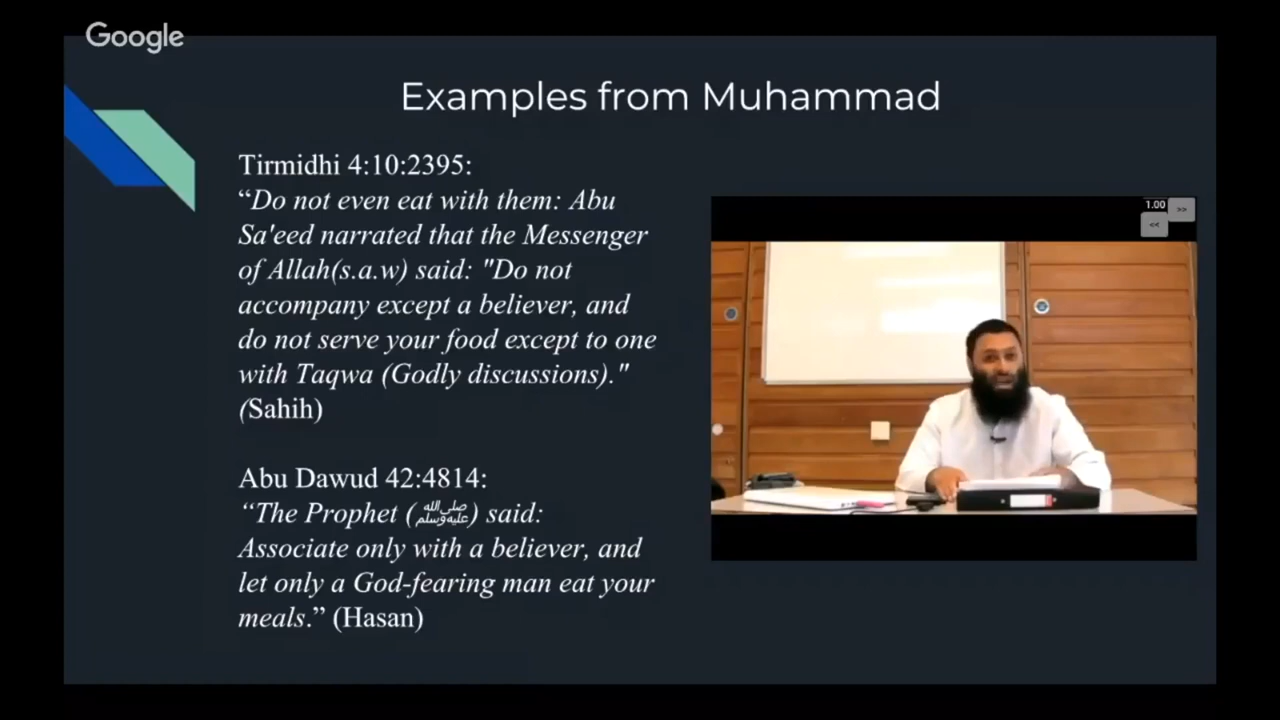 Google
Examples from Muhammad
Tirmidhi 4:10:2395:
“Do not even eat with them: Abu
Sa'eed narrated that the Messenger
of Allah(s.a.w) said: "Do not
accompany except a believer, and
do not serve your food except to one
with Taqwa (Godly discussions)."
(Sahih)
Abu Dawud 42:4814:
“The Prophet (ﷺ) said:
Associate only with a believer, and
let only a God-fearing man eat your
meals.” (Hasan)
1.00
>>
<<